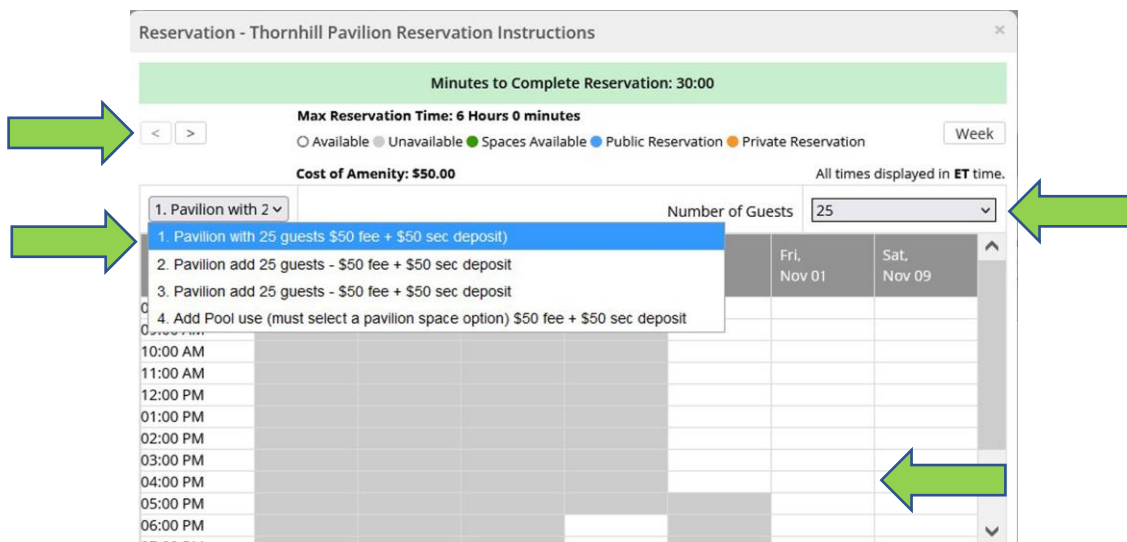 Reservation - Thornhill Pavilion Reservation Instructions ×
Minutes to Complete Reservation: 30:00
Max Reservation Time: 6 Hours 0 minutes
< > Available Unavailable Spaces Available Public Reservation Private Reservation Week
Cost of Amenity: $50.00 All times displayed in ET time.
1. Pavilion with 2 Number of Guests 25
1. Pavilion with 25 guests $50 fee + $50 sec deposit)
2. Pavilion add 25 guests - $50 fee + $50 sec deposit
3. Pavilion add 25 guests - $50 fee + $50 sec deposit
4. Add Pool use (must select a pavilion space option) $50 fee + $50 sec deposit
Fri, Sat,
Nov 01 Nov 09
10:00 AM
11:00 AM
12:00 PM
01:00 PM
02:00 PM
03:00 PM
04:00 PM
05:00 PM
06:00 PM